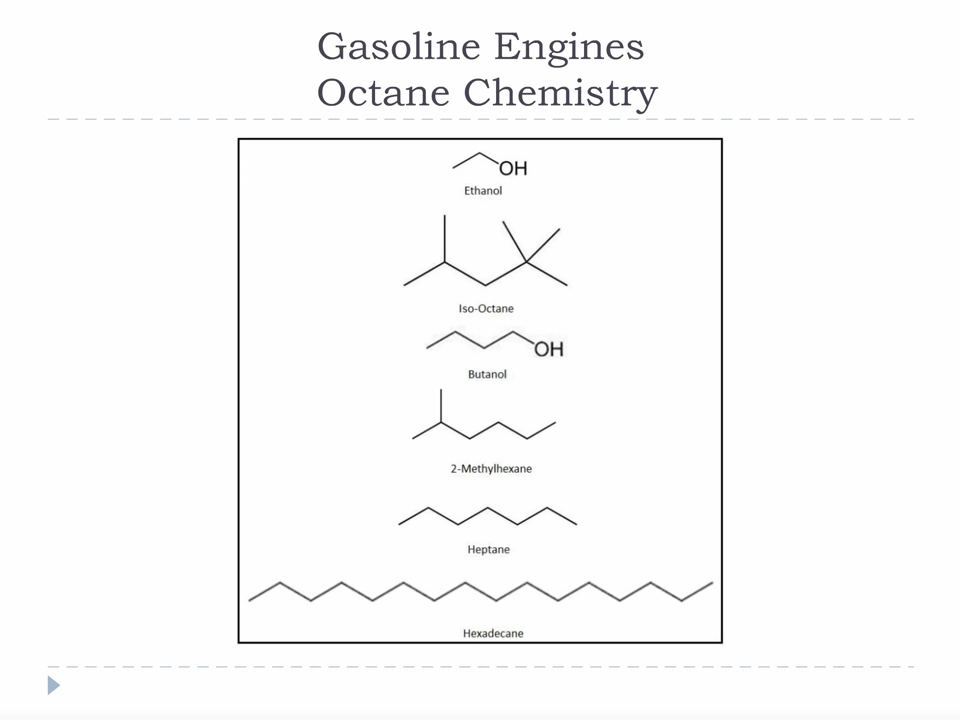 Gasoline Engines
Octane Chemistry
OH
Ethanol
Iso-Octane
OH
Butanol
2-Methylhexane
Heptane
Hexadecane